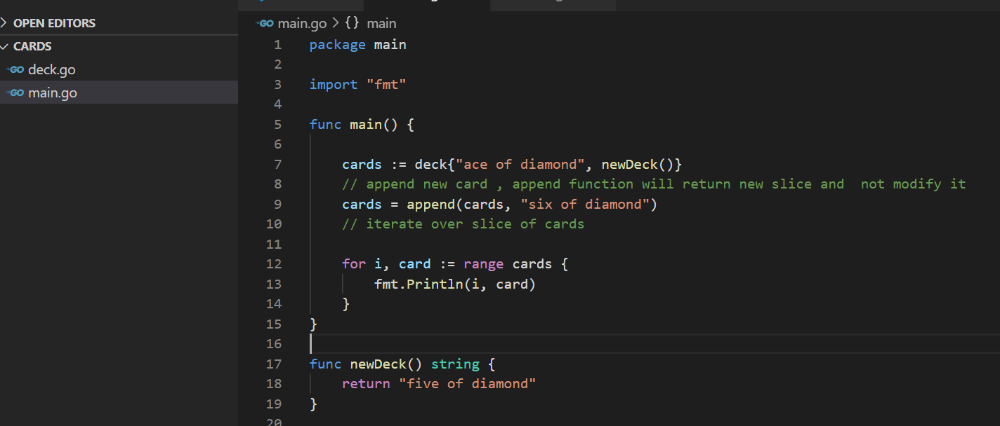 OPEN EDITORS
CARDS
GO deck.go
GO main.go
GO main.go > {} main
1 package main
2
3 import "fmt"
4
5 func main() {
6
7 cards := deck{"ace of diamond", newDeck()}
8 // append new card , append function will return new slice and  not modify it
9 cards = append(cards, "six of diamond")
10 // iterate over slice of cards
11
12 for i, card := range cards {
13 fmt.Println(i, card)
14 }
15 }
16
17 func newDeck() string {
18 return "five of diamond"
19 }
20